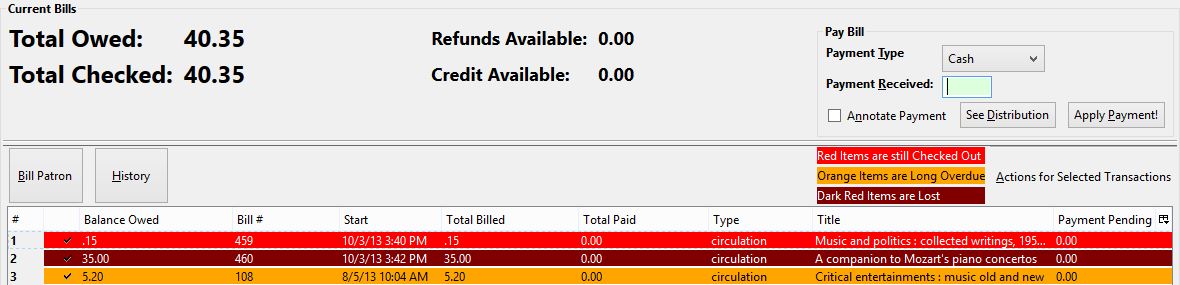 Current Bills
Total Owed: 40.35
Refunds Available: 0.00
Total Checked: 40.35
Credit Available: 0.00
Pay Bill
Payment Type Cash
Payment Received:
Annotate Payment See Distribution Apply Payment!
Bill Patron History
Red Items are still Checked Out
Orange Items are Long Overdue
Dark Red Items are Lost
Actions for Selected Transactions
# Balance Owed Bill # Start Total Billed Total Paid Type Title Payment Pending
1 .15 459 10/3/13 3:40 PM .15 0.00 circulation Music and politics : collected writings, 195... 0.00
2 35.00 460 10/3/13 3:42 PM 35.00 0.00 circulation A companion to Mozart's piano concertos 0.00
3 5.20 108 8/5/13 10:04 AM 5.20 0.00 circulation Critical entertainments : music old and new 0.00